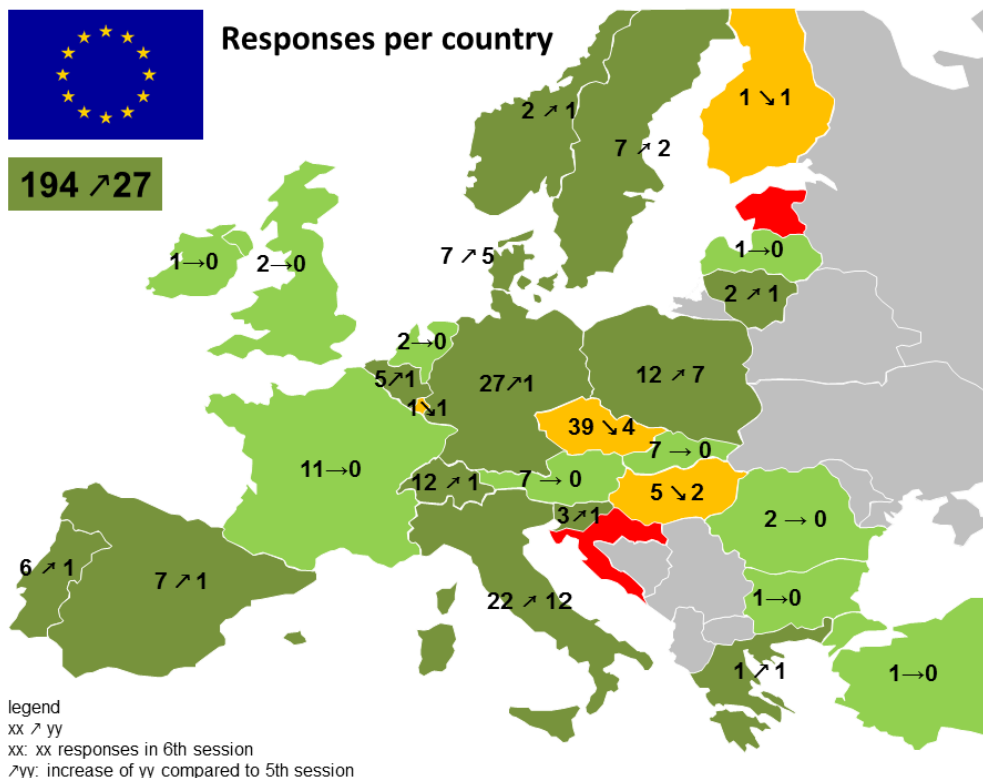 Responses per country
194 ↗27
1 ↘ 1
2 ↗ 1
7 ↗ 2
7 ↗ 5
1→0
1→0
2→0
2 ↗ 1
2→0
5↗1
27↗1
12 ↗ 7
1↘1
39 ↘ 4
7 → 0
11→0
12 ↗ 1
7 → 0
5 ↘ 2
3↗1
2 → 0
6 ↗ 1
7 ↗ 1
22 ↗ 12
1→0
1 ↗ 1
1→0
legend
xx ↗ yy
xx: xx responses in 6th session
↗yy: increase of yy compared to 5th session